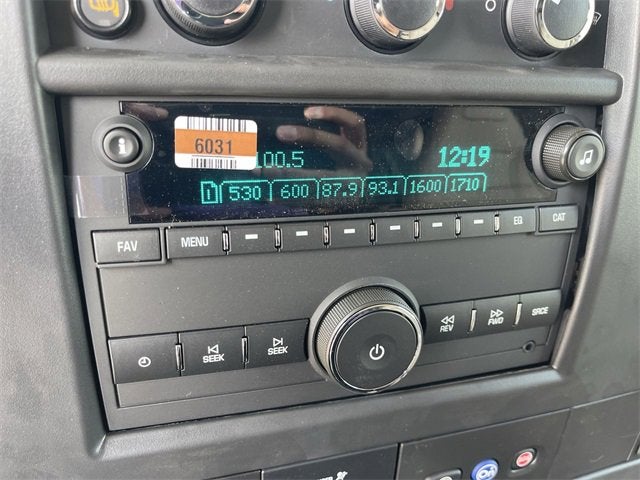 6031
100.5 12:19
1 530 600 87.9 93.1 1600 1710
FAV MENU EQ CAT
SEEK SEEK REV FWD SRCE